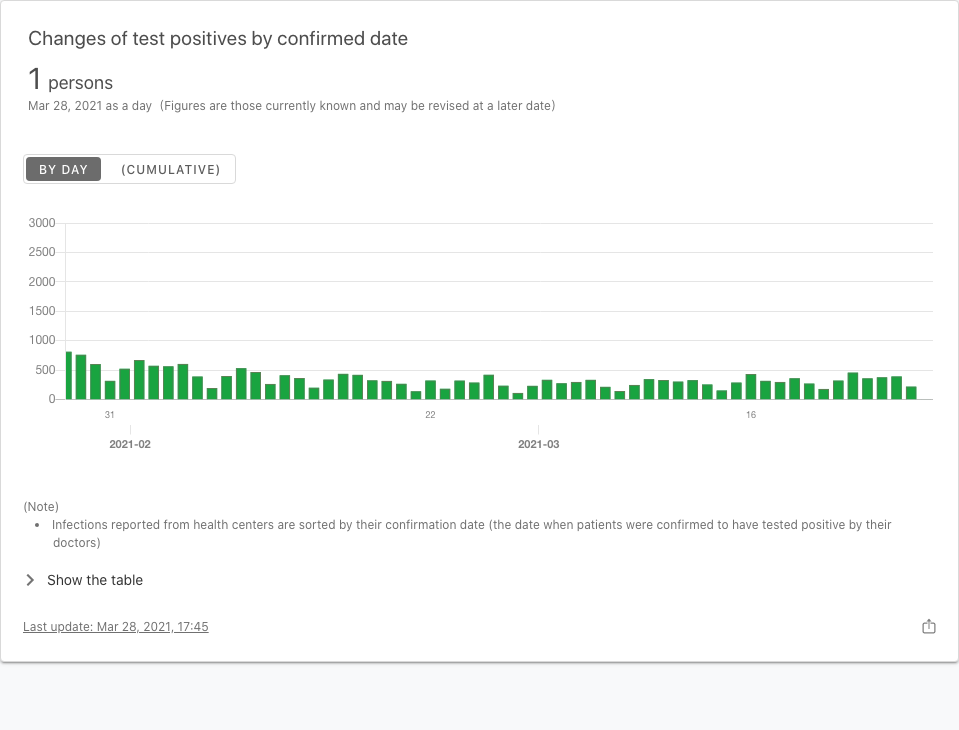 Changes of test positives by confirmed date
1 persons
Mar 28, 2021 as a day (Figures are those currently known and may be revised at a later date)
BY DAY (CUMULATIVE)
3000
2500
2000
1500
1000
500
0
31 22 16
2021-02 2021-03
(Note)
• Infections reported from health centers are sorted by their confirmation date (the date when patients were confirmed to have tested positive by their
doctors)
Show the table
Last update: Mar 28, 2021, 17:45